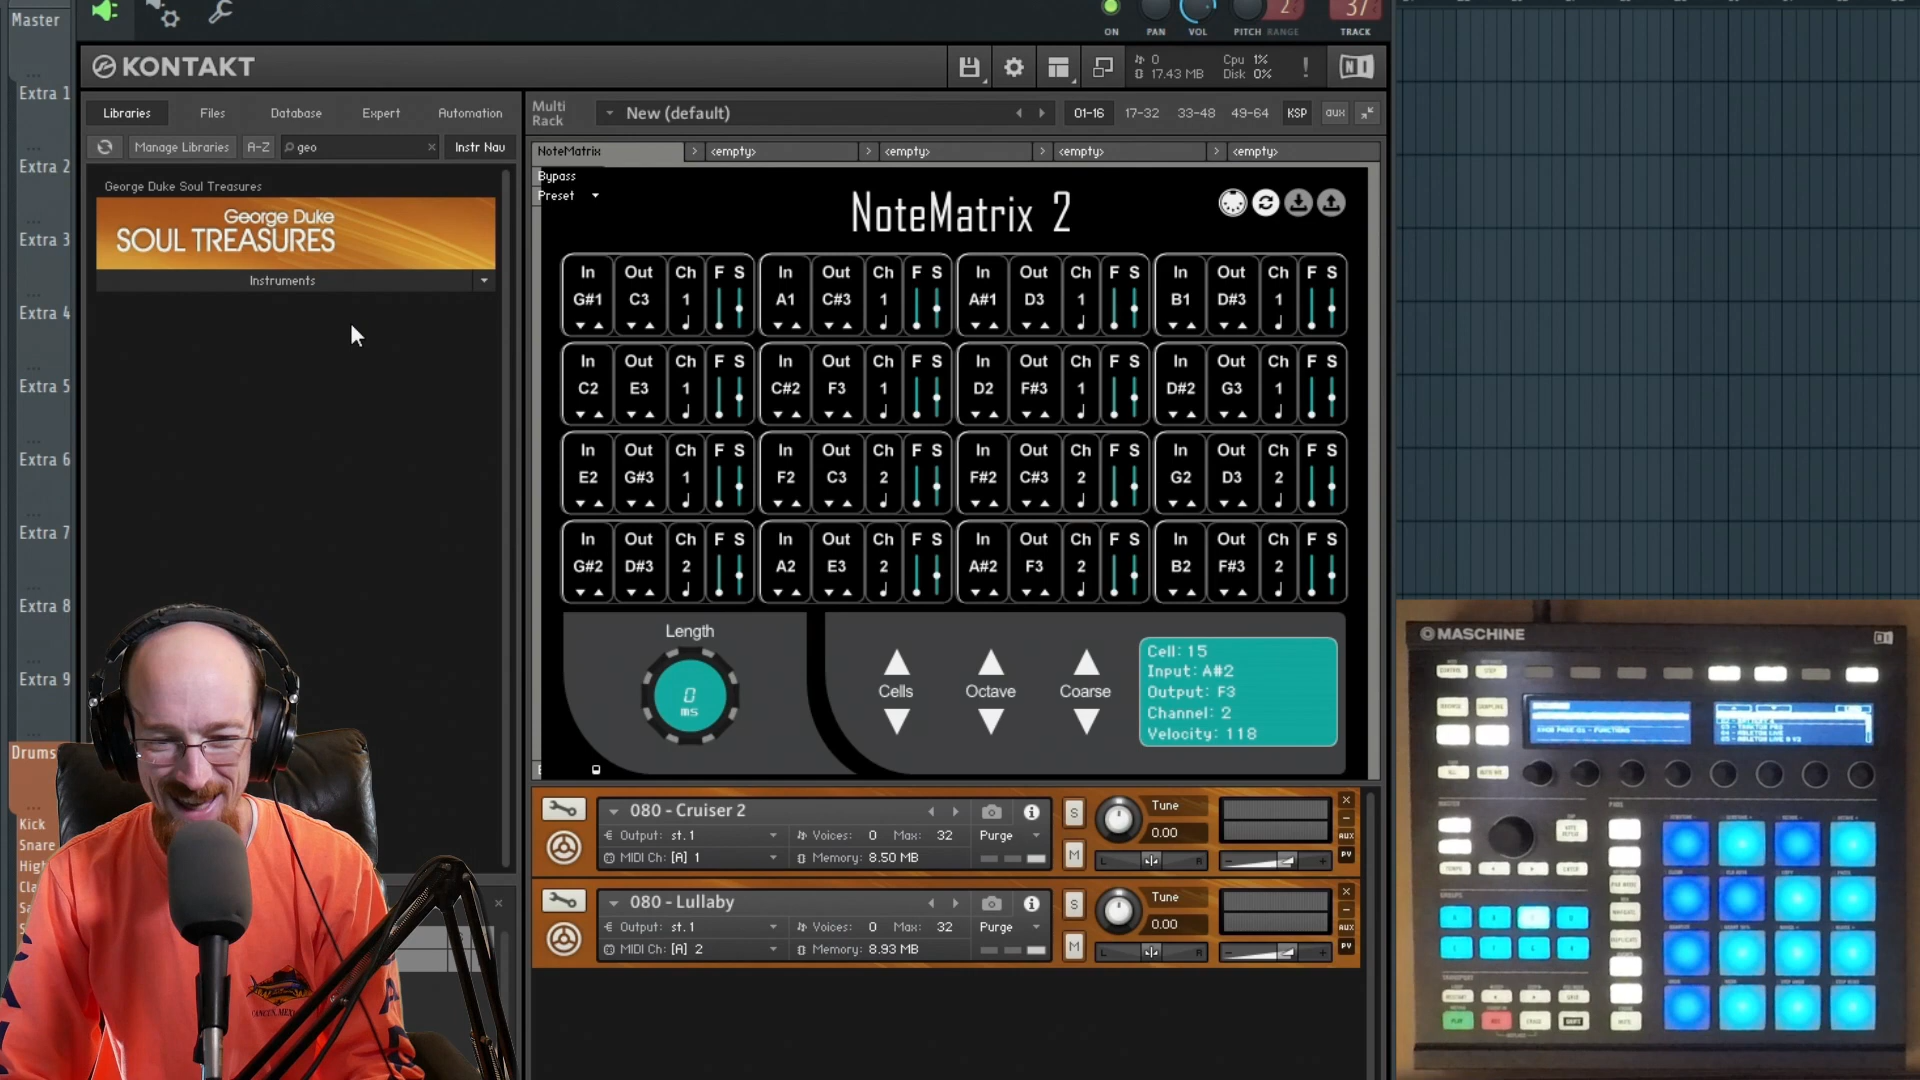 Master
ON
PAN
VOL
PITCH
RANGE
2
37
TRACK
KONTAKT
0
17.43 MB
Cpu 1%
Disk 0%
!
NI
Extra 1
Extra 2
Extra 3
Extra 4
Extra 5
Extra 6
Extra 7
Extra 8
Extra 9
Drums
Kick
Snare
Libraries
Files
Database
Expert
Automation
Manage Libraries
A-Z
geo
Instr Nau
George Duke Soul Treasures
George Duke
SOUL TREASURES
Instruments
Multi
Rack
New (default)
01-16
17-32
33-48
49-64
KSP
aux
NoteMatrix
<empty>
<empty>
<empty>
<empty>
Bypass
Preset
NoteMatrix 2
In Out Ch F S In Out Ch F S In Out Ch F S In Out Ch F S
G#1 C3 1 A1 C#3 1 A#1 D3 1 B1 D#3 1
In Out Ch F S In Out Ch F S In Out Ch F S In Out Ch F S
C2 E3 1 C#2 F3 1 D2 F#3 1 D#2 G3 1
In Out Ch F S In Out Ch F S In Out Ch F S In Out Ch F S
E2 G#3 1 F2 C3 2 F#2 C#3 2 G2 D3 2
In Out Ch F S In Out Ch F S In Out Ch F S In Out Ch F S
G#2 D#3 2 A2 E3 2 A#2 F3 2 B2 F#3 2
Length
0
ms
Cells
Octave
Coarse
Cell: 15
Input: A#2
Output: F3
Channel: 2
Velocity: 118
080 - Cruiser 2
Output: st.1
Voices: 0 Max: 32
Purge
MIDI Ch: [A] 1
Memory: 8.50 MB
S
M
Tune
0.00
L R
- +
AUX
PV
080 - Lullaby
Output: st.1
Voices: 0 Max: 32
Purge
MIDI Ch: [A] 2
Memory: 8.93 MB
S
M
Tune
0.00
L R
- +
AUX
PV
MASCHINE
CANCUN, MEXICO